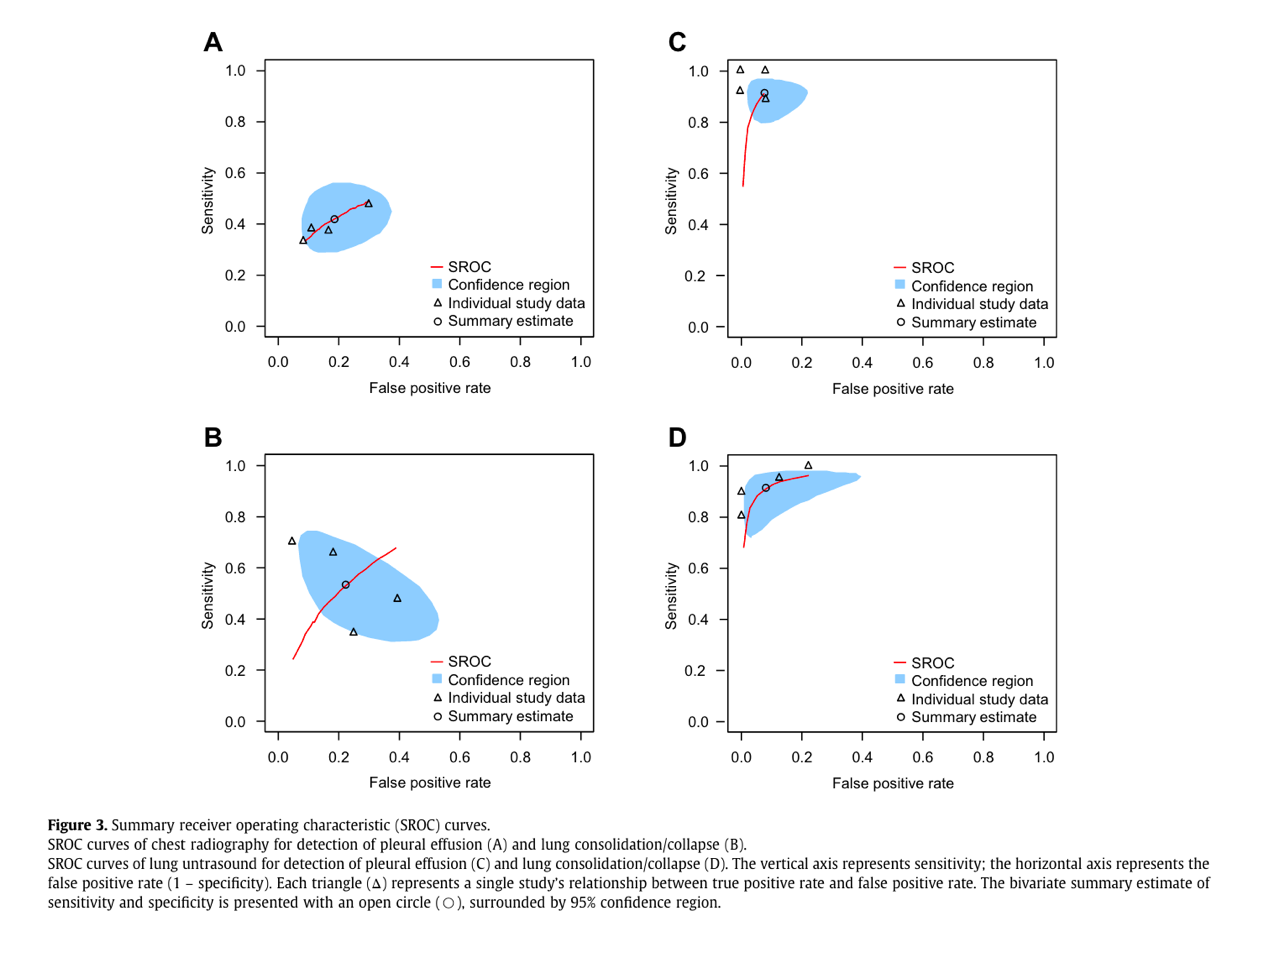 A
1.0
0.8
0.6
0.4
0.2
0.0
Sensitivity
SROC
Confidence region
Individual study data
Summary estimate
0.0 0.2 0.4 0.6 0.8 1.0
False positive rate
C
1.0
0.8
0.6
0.4
0.2
0.0
Sensitivity
SROC
Confidence region
Individual study data
Summary estimate
0.0 0.2 0.4 0.6 0.8 1.0
False positive rate
B
1.0
0.8
0.6
0.4
0.2
0.0
Sensitivity
SROC
Confidence region
Individual study data
Summary estimate
0.0 0.2 0.4 0.6 0.8 1.0
False positive rate
D
1.0
0.8
0.6
0.4
0.2
0.0
Sensitivity
SROC
Confidence region
Individual study data
Summary estimate
0.0 0.2 0.4 0.6 0.8 1.0
False positive rate
Figure 3. Summary receiver operating characteristic (SROC) curves.
SROC curves of chest radiography for detection of pleural effusion (A) and lung consolidation/collapse (B).
SROC curves of lung untrasound for detection of pleural effusion (C) and lung consolidation/collapse (D). The vertical axis represents sensitivity; the horizontal axis represents the
false positive rate (1 – specificity). Each triangle (Δ) represents a single study's relationship between true positive rate and false positive rate. The bivariate summary estimate of
sensitivity and specificity is presented with an open circle (○), surrounded by 95% confidence region.